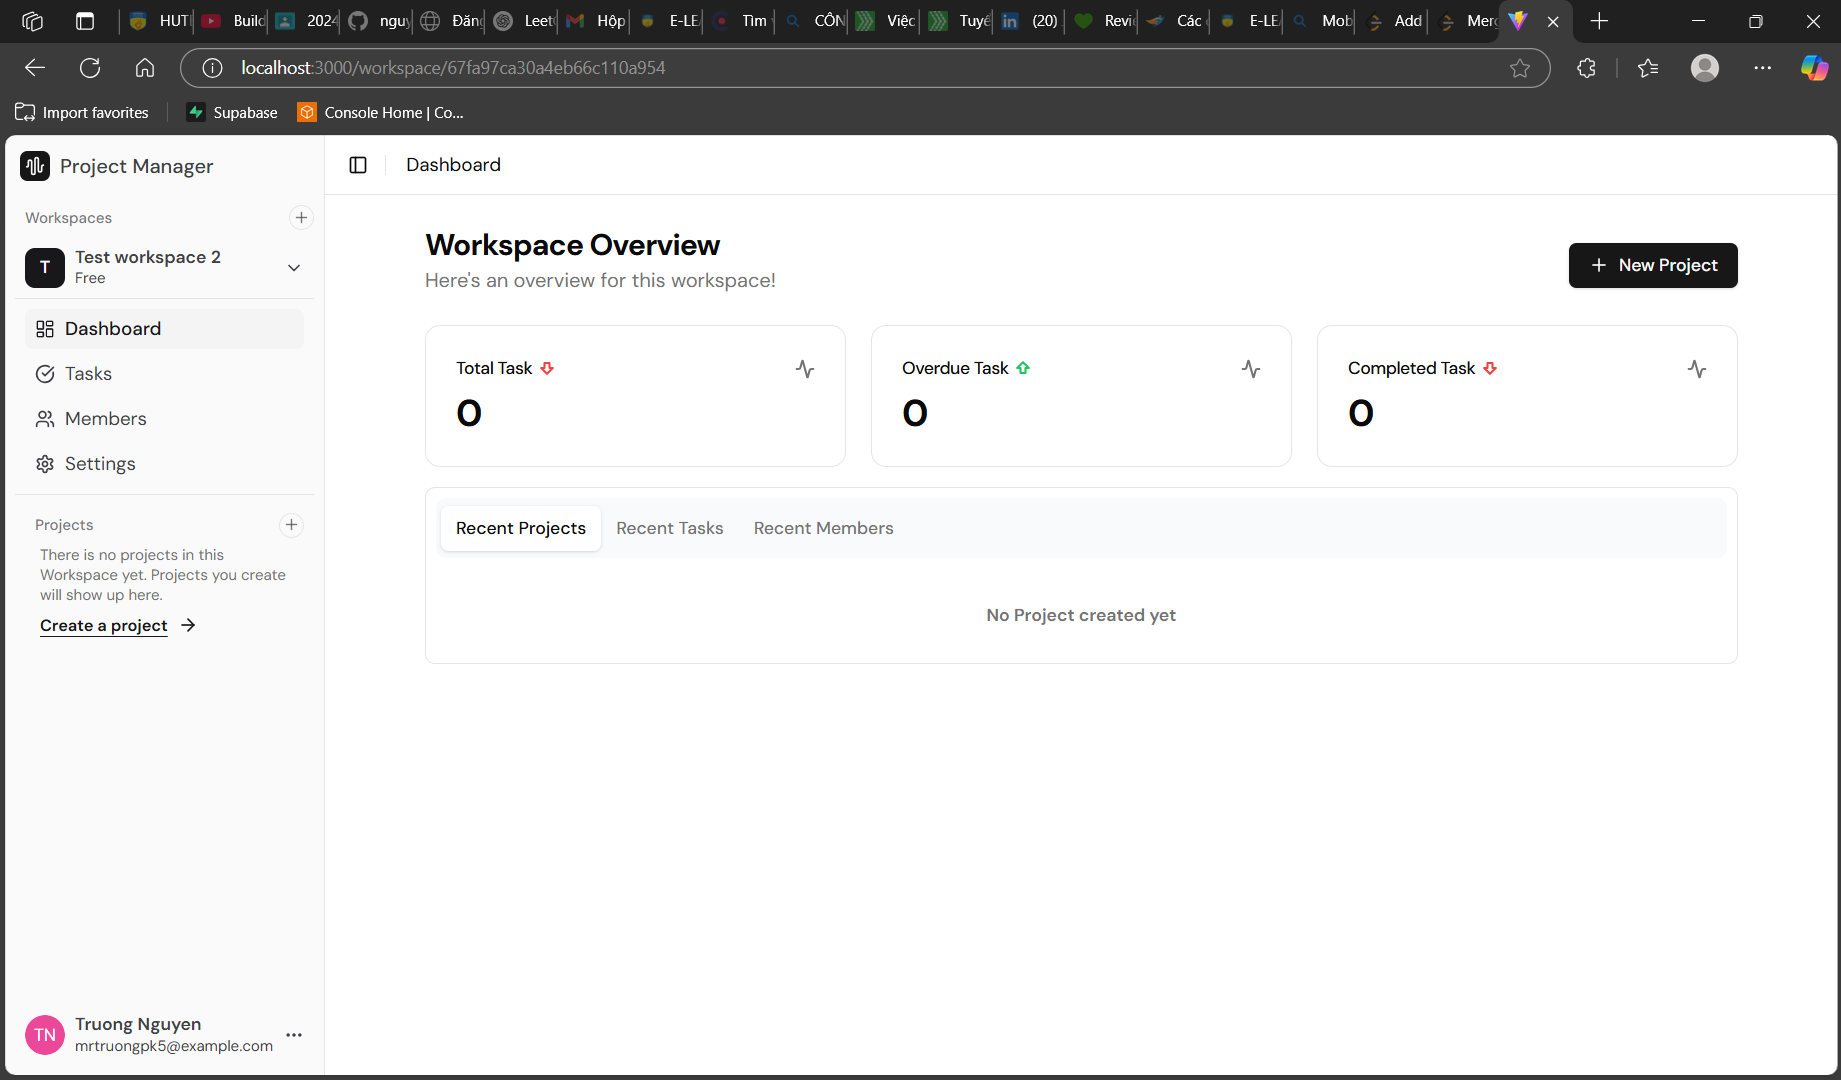 HUT
Build
2024
ngu
Đăn
Leet
Hộp
E-LE
Tìm
CÔN
Việc
Tuyể
(20)
Revi
Các
E-LE
Mob
Add
Merg
localhost:3000/workspace/67fa97ca30a4eb66c110a954
Import favorites
Supabase
Console Home | Co...
Project Manager
Dashboard
Workspaces
T
Test workspace 2
Free
Dashboard
Tasks
Members
Settings
Projects
There is no projects in this
Workspace yet. Projects you create
will show up here.
Create a project
TN
Truong Nguyen
mrtruongpk5@example.com
Workspace Overview
Here's an overview for this workspace!
New Project
Total Task
0
Overdue Task
0
Completed Task
0
Recent Projects
Recent Tasks
Recent Members
No Project created yet